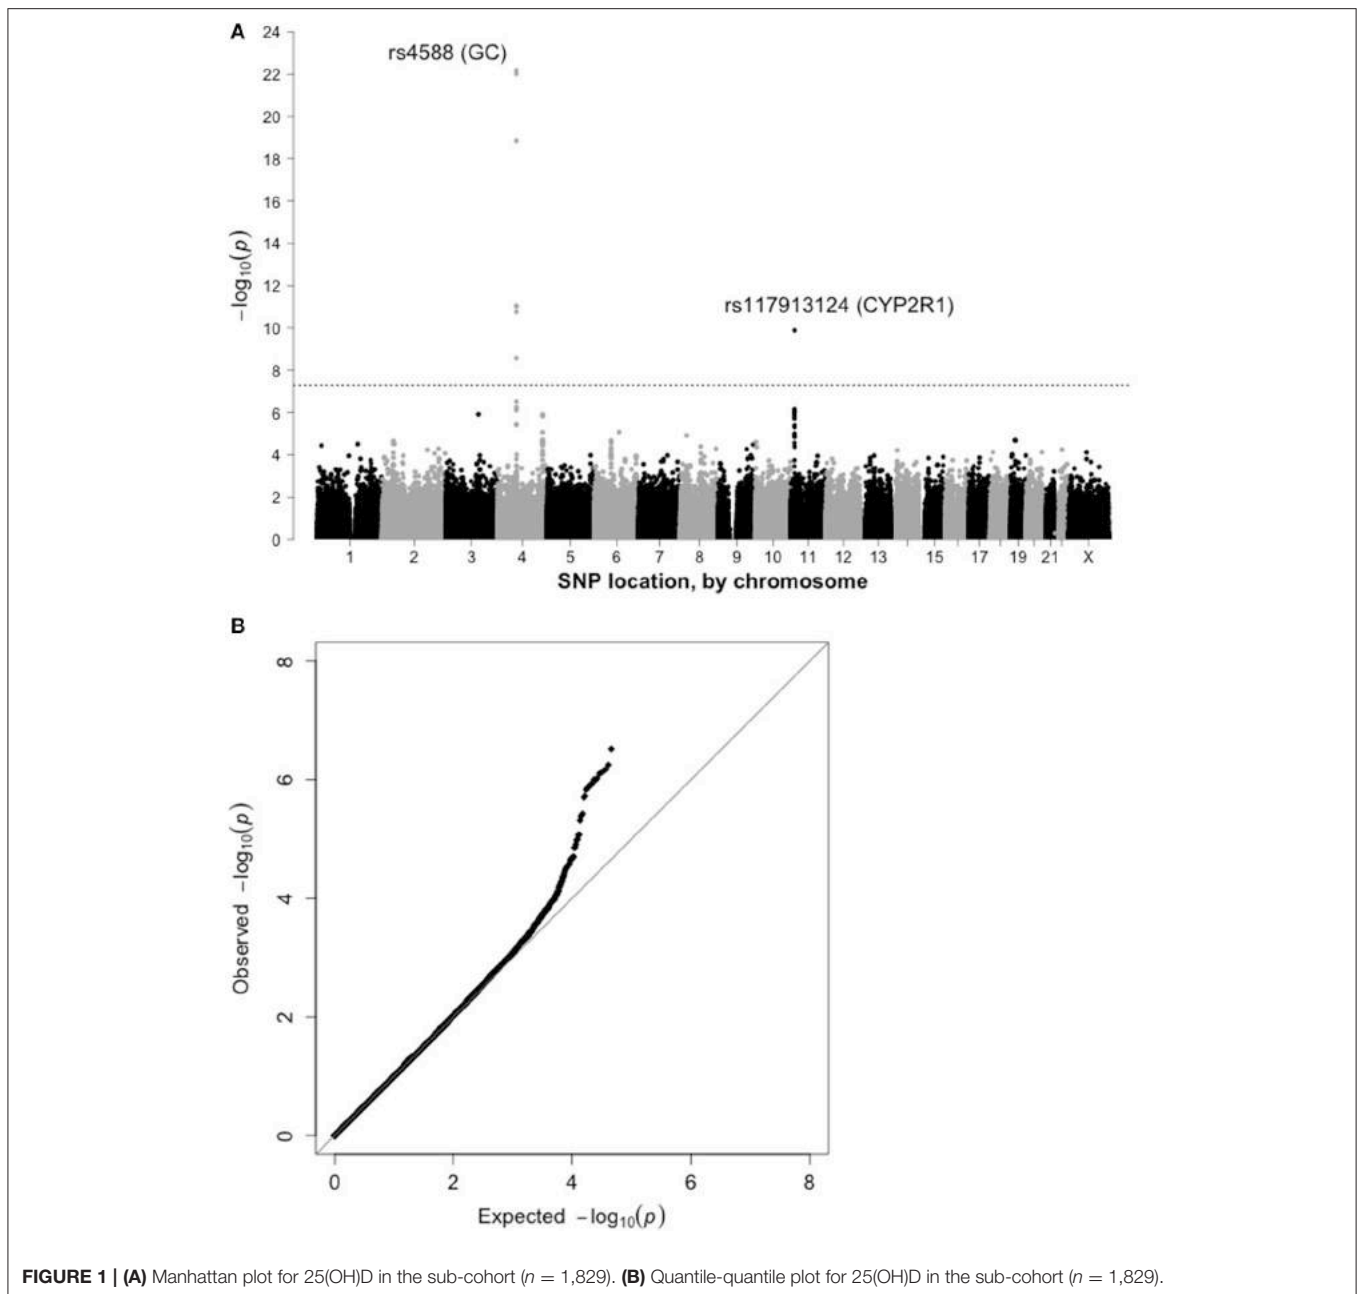 A
24
rs4588 (GC)
22
20
18
16
14
12
rs117913124 (CYP2R1)
10
8
6
4
2
0
−log10(p)
1 2 3 4 5 6 7 8 9 10 11 12 13 15 17 19 21 X
SNP location, by chromosome
B
8
6
4
2
0
Observed −log10(p)
0 2 4 6 8
Expected −log10(p)
FIGURE 1 | (A) Manhattan plot for 25(OH)D in the sub-cohort (n = 1,829). (B) Quantile-quantile plot for 25(OH)D in the sub-cohort (n = 1,829).